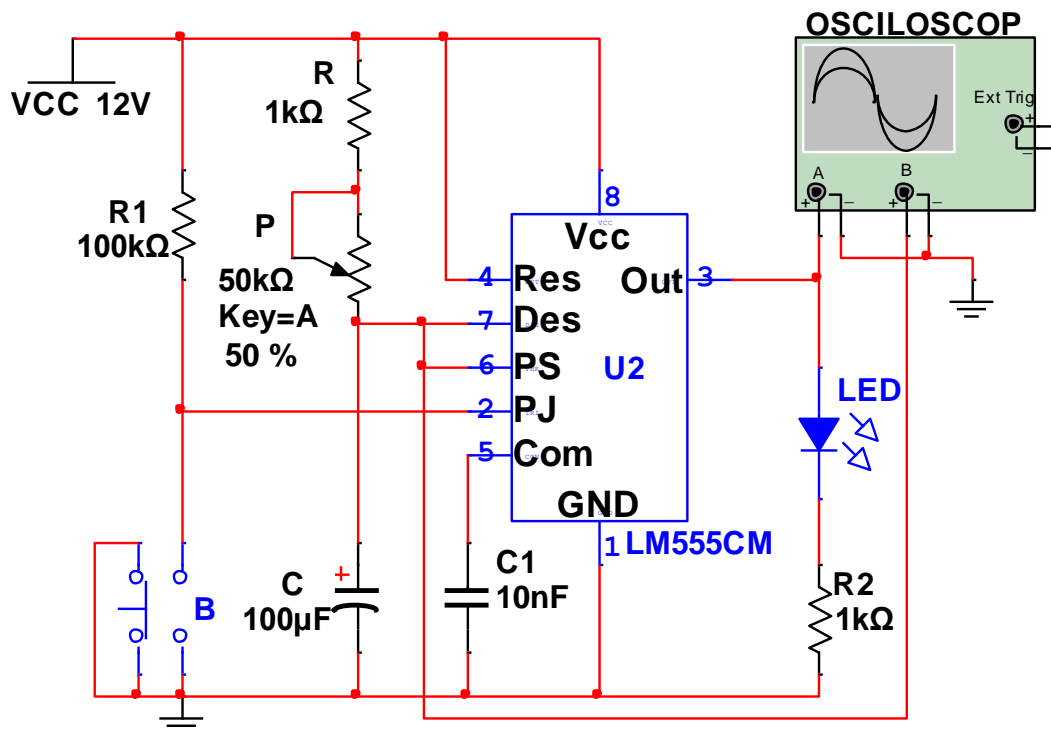 OSCILOSCOP
Ext Trig
+
−
A
B
+
−
+
−
VCC 12V
R
1kΩ
R1
100kΩ
P
50kΩ
Key=A
50 %
8
VCC
Vcc
4
Res
Out
3
7
Des
6
PS
U2
2
PJ
5
Com
GND
1
LM555CM
LED
B
+
C
100µF
C1
10nF
R2
1kΩ